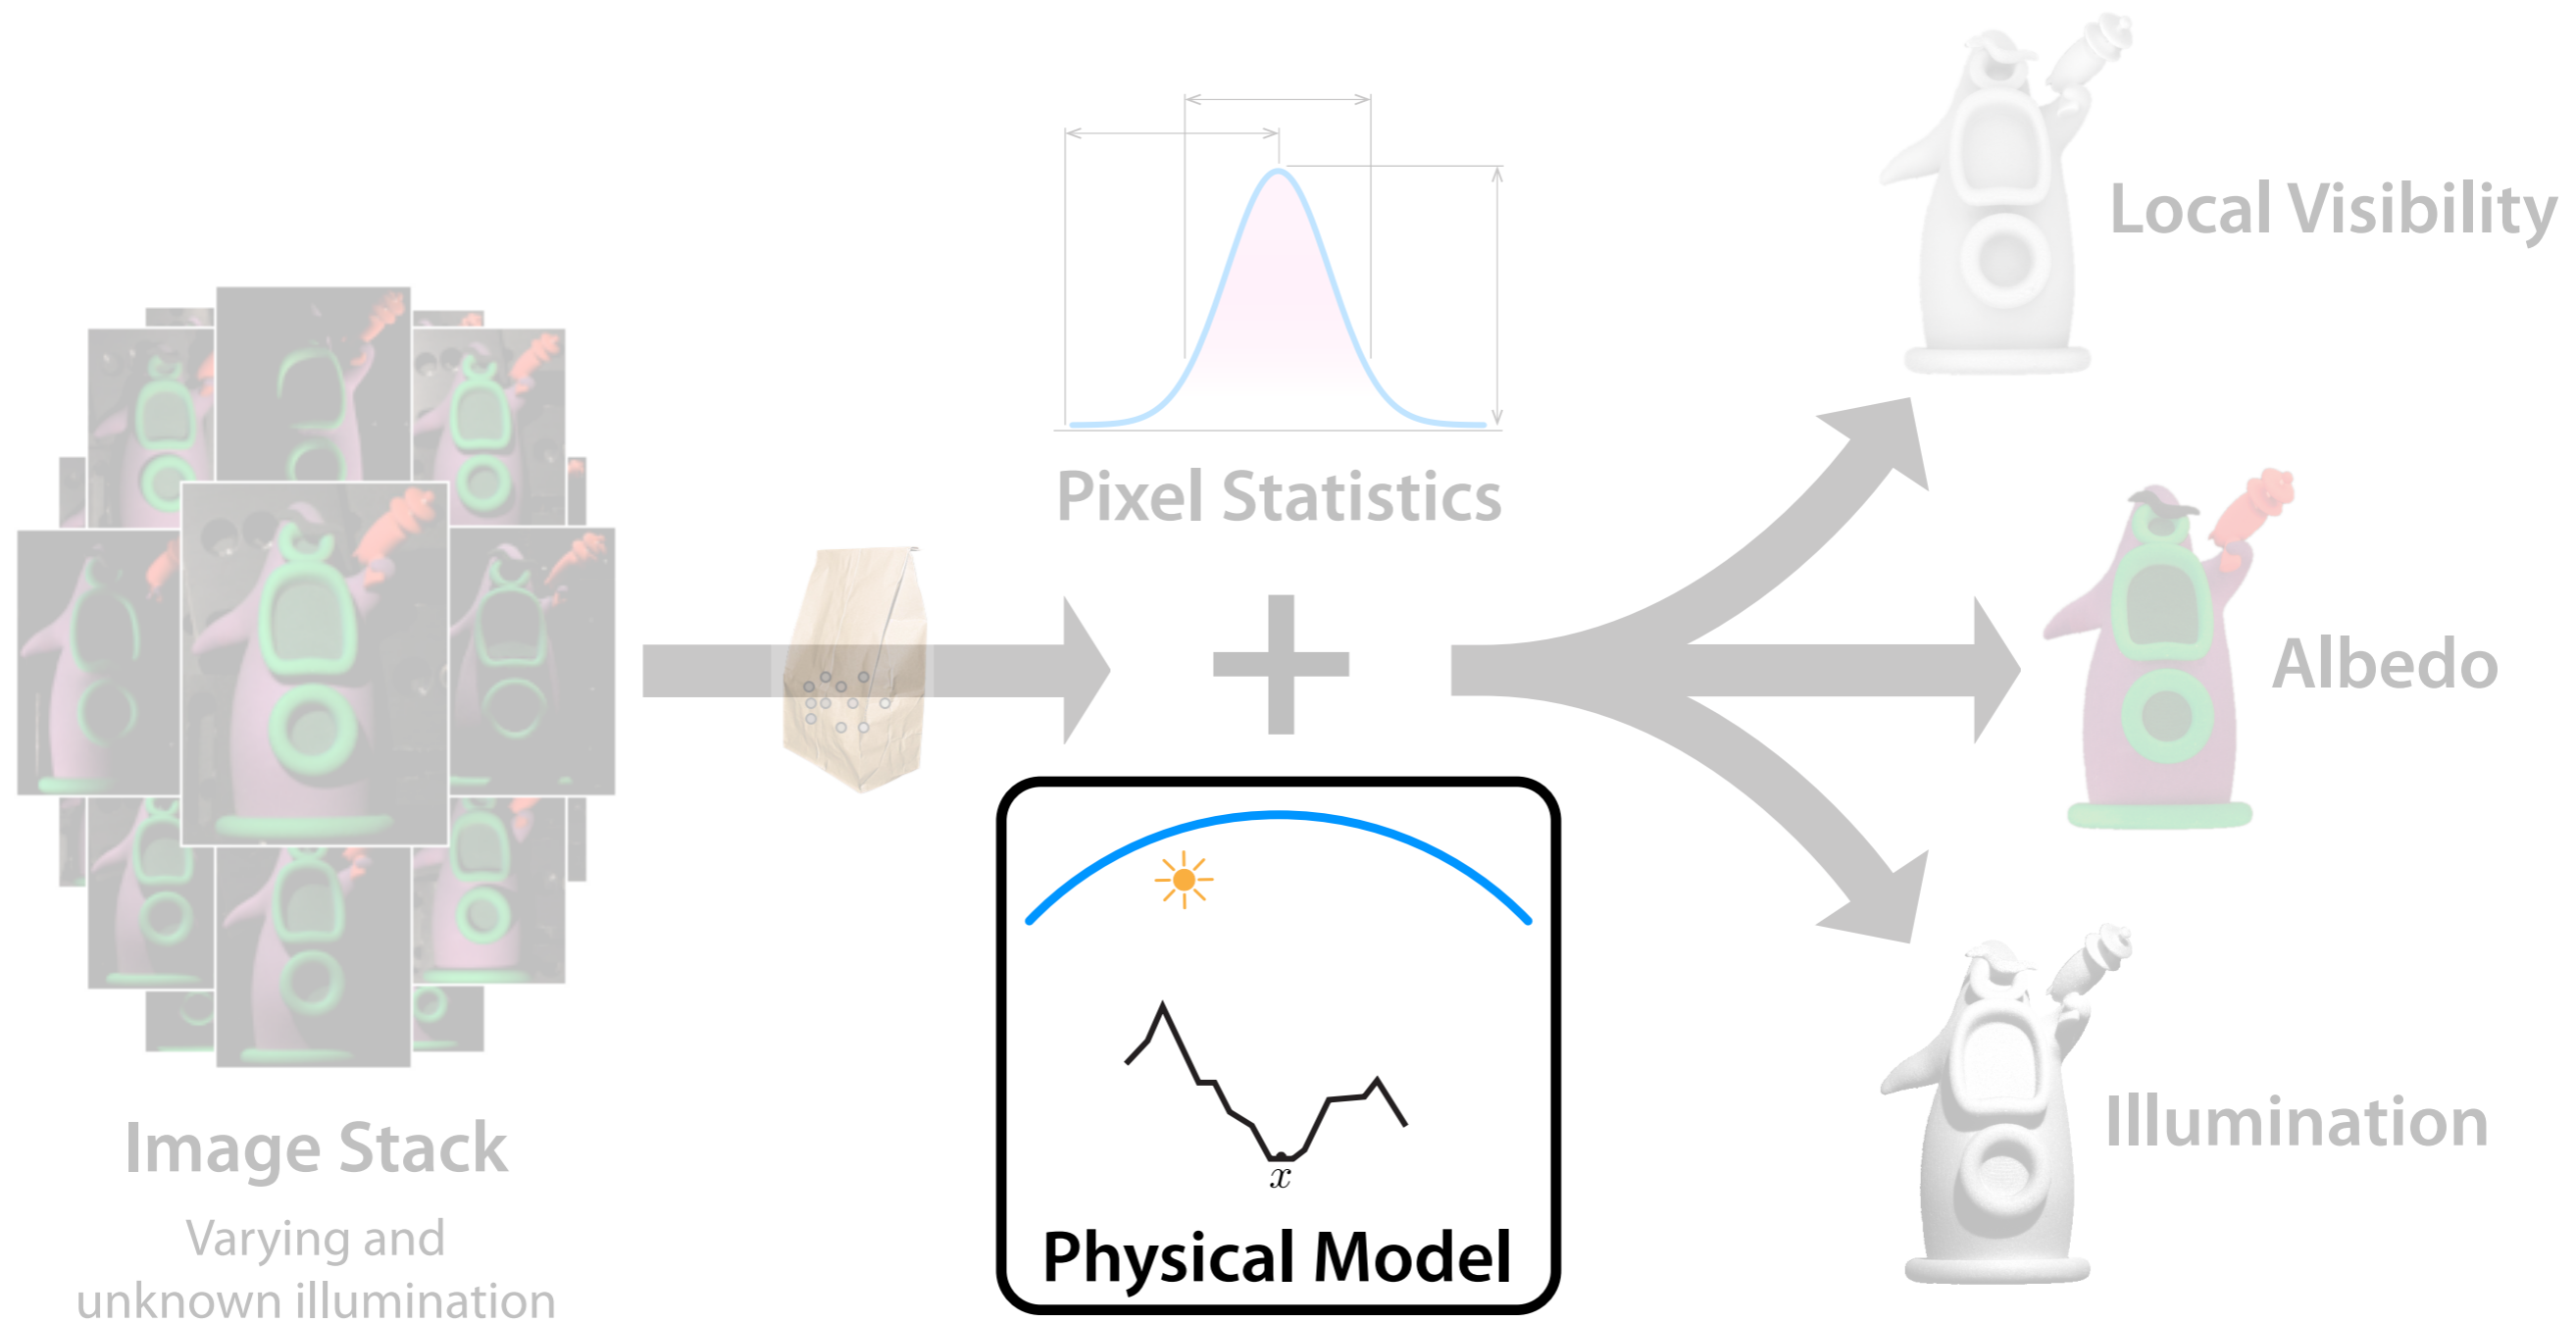 Local Visibility
Pixel Statistics
Albedo
x
Physical Model
Image Stack
Varying and
unknown illumination
Illumination